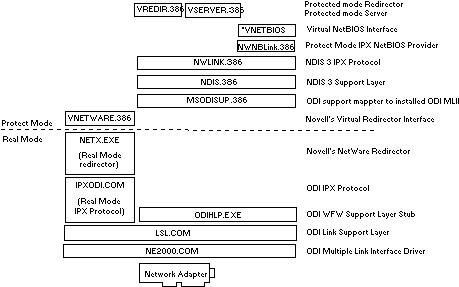 VREDIR.386 VSERVER.386 Protected mode Redirector
Protected mode Server
*VNETBIOS Virtual NetBIOS Interface
NWNBLink.386 Protect Mode IPX NetBIOS Provider
NWLINK.386 NDIS 3 IPX Protocol
NDIS.386 NDIS 3 Support Layer
MSODISUP.386 ODI support mappter to installed ODI MLII
VNETWARE.386 Novell's Virtual Redirector Interface
Protect Mode
Real Mode
NETX.EXE
(Real Mode
redirector)
Novell's NetWare Redirector
IPXODI.COM
(Real Mode
IPX Protocol)
ODI IPX Protocol
ODIHLP.EXE ODI WFW Support Layer Stub
LSL.COM ODI Link Support Layer
NE2000.COM ODI Multiple Link Interface Driver
Network Adapter